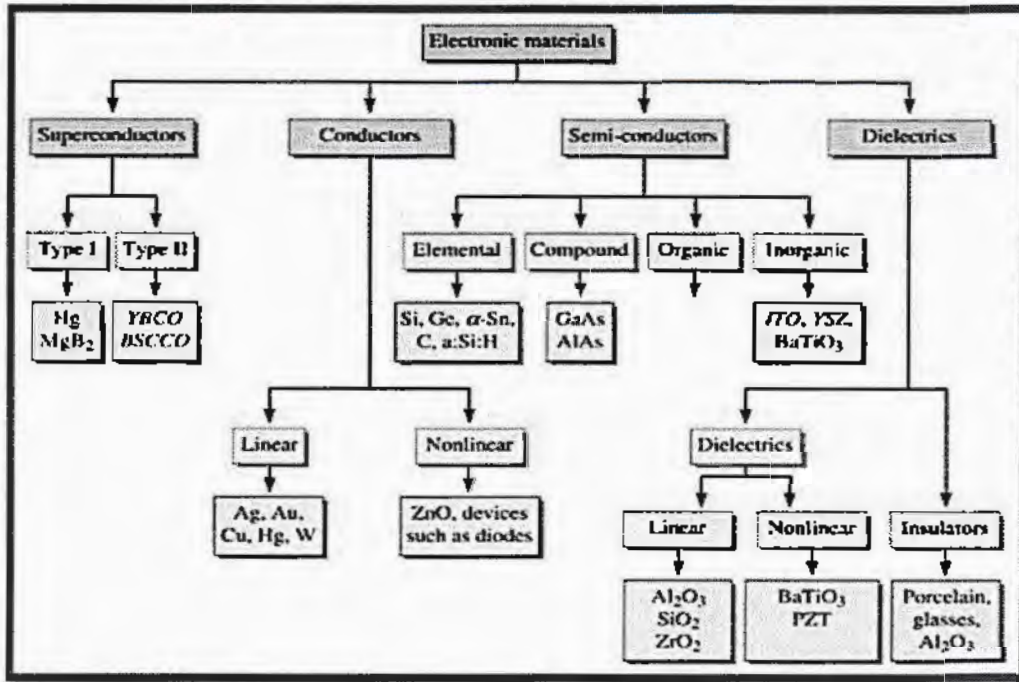 Electronic materials
Superconductors
Conductors
Semi-conductors
Dielectrics
Type I
Type II
Elemental
Compound
Organic
Inorganic
Hg
MgB₂
YBCO
BSCCO
Si, Ge, α-Sn,
C, a:Si:H
GaAs
AlAs
ITO, YSZ,
BaTiO₃
Linear
Nonlinear
Dielectrics
Ag, Au,
Cu, Hg, W
ZnO, devices
such as diodes
Linear
Nonlinear
Insulators
Al₂O₃
SiO₂
ZrO₂
BaTiO₃
PZT
Porcelain,
glasses,
Al₂O₃